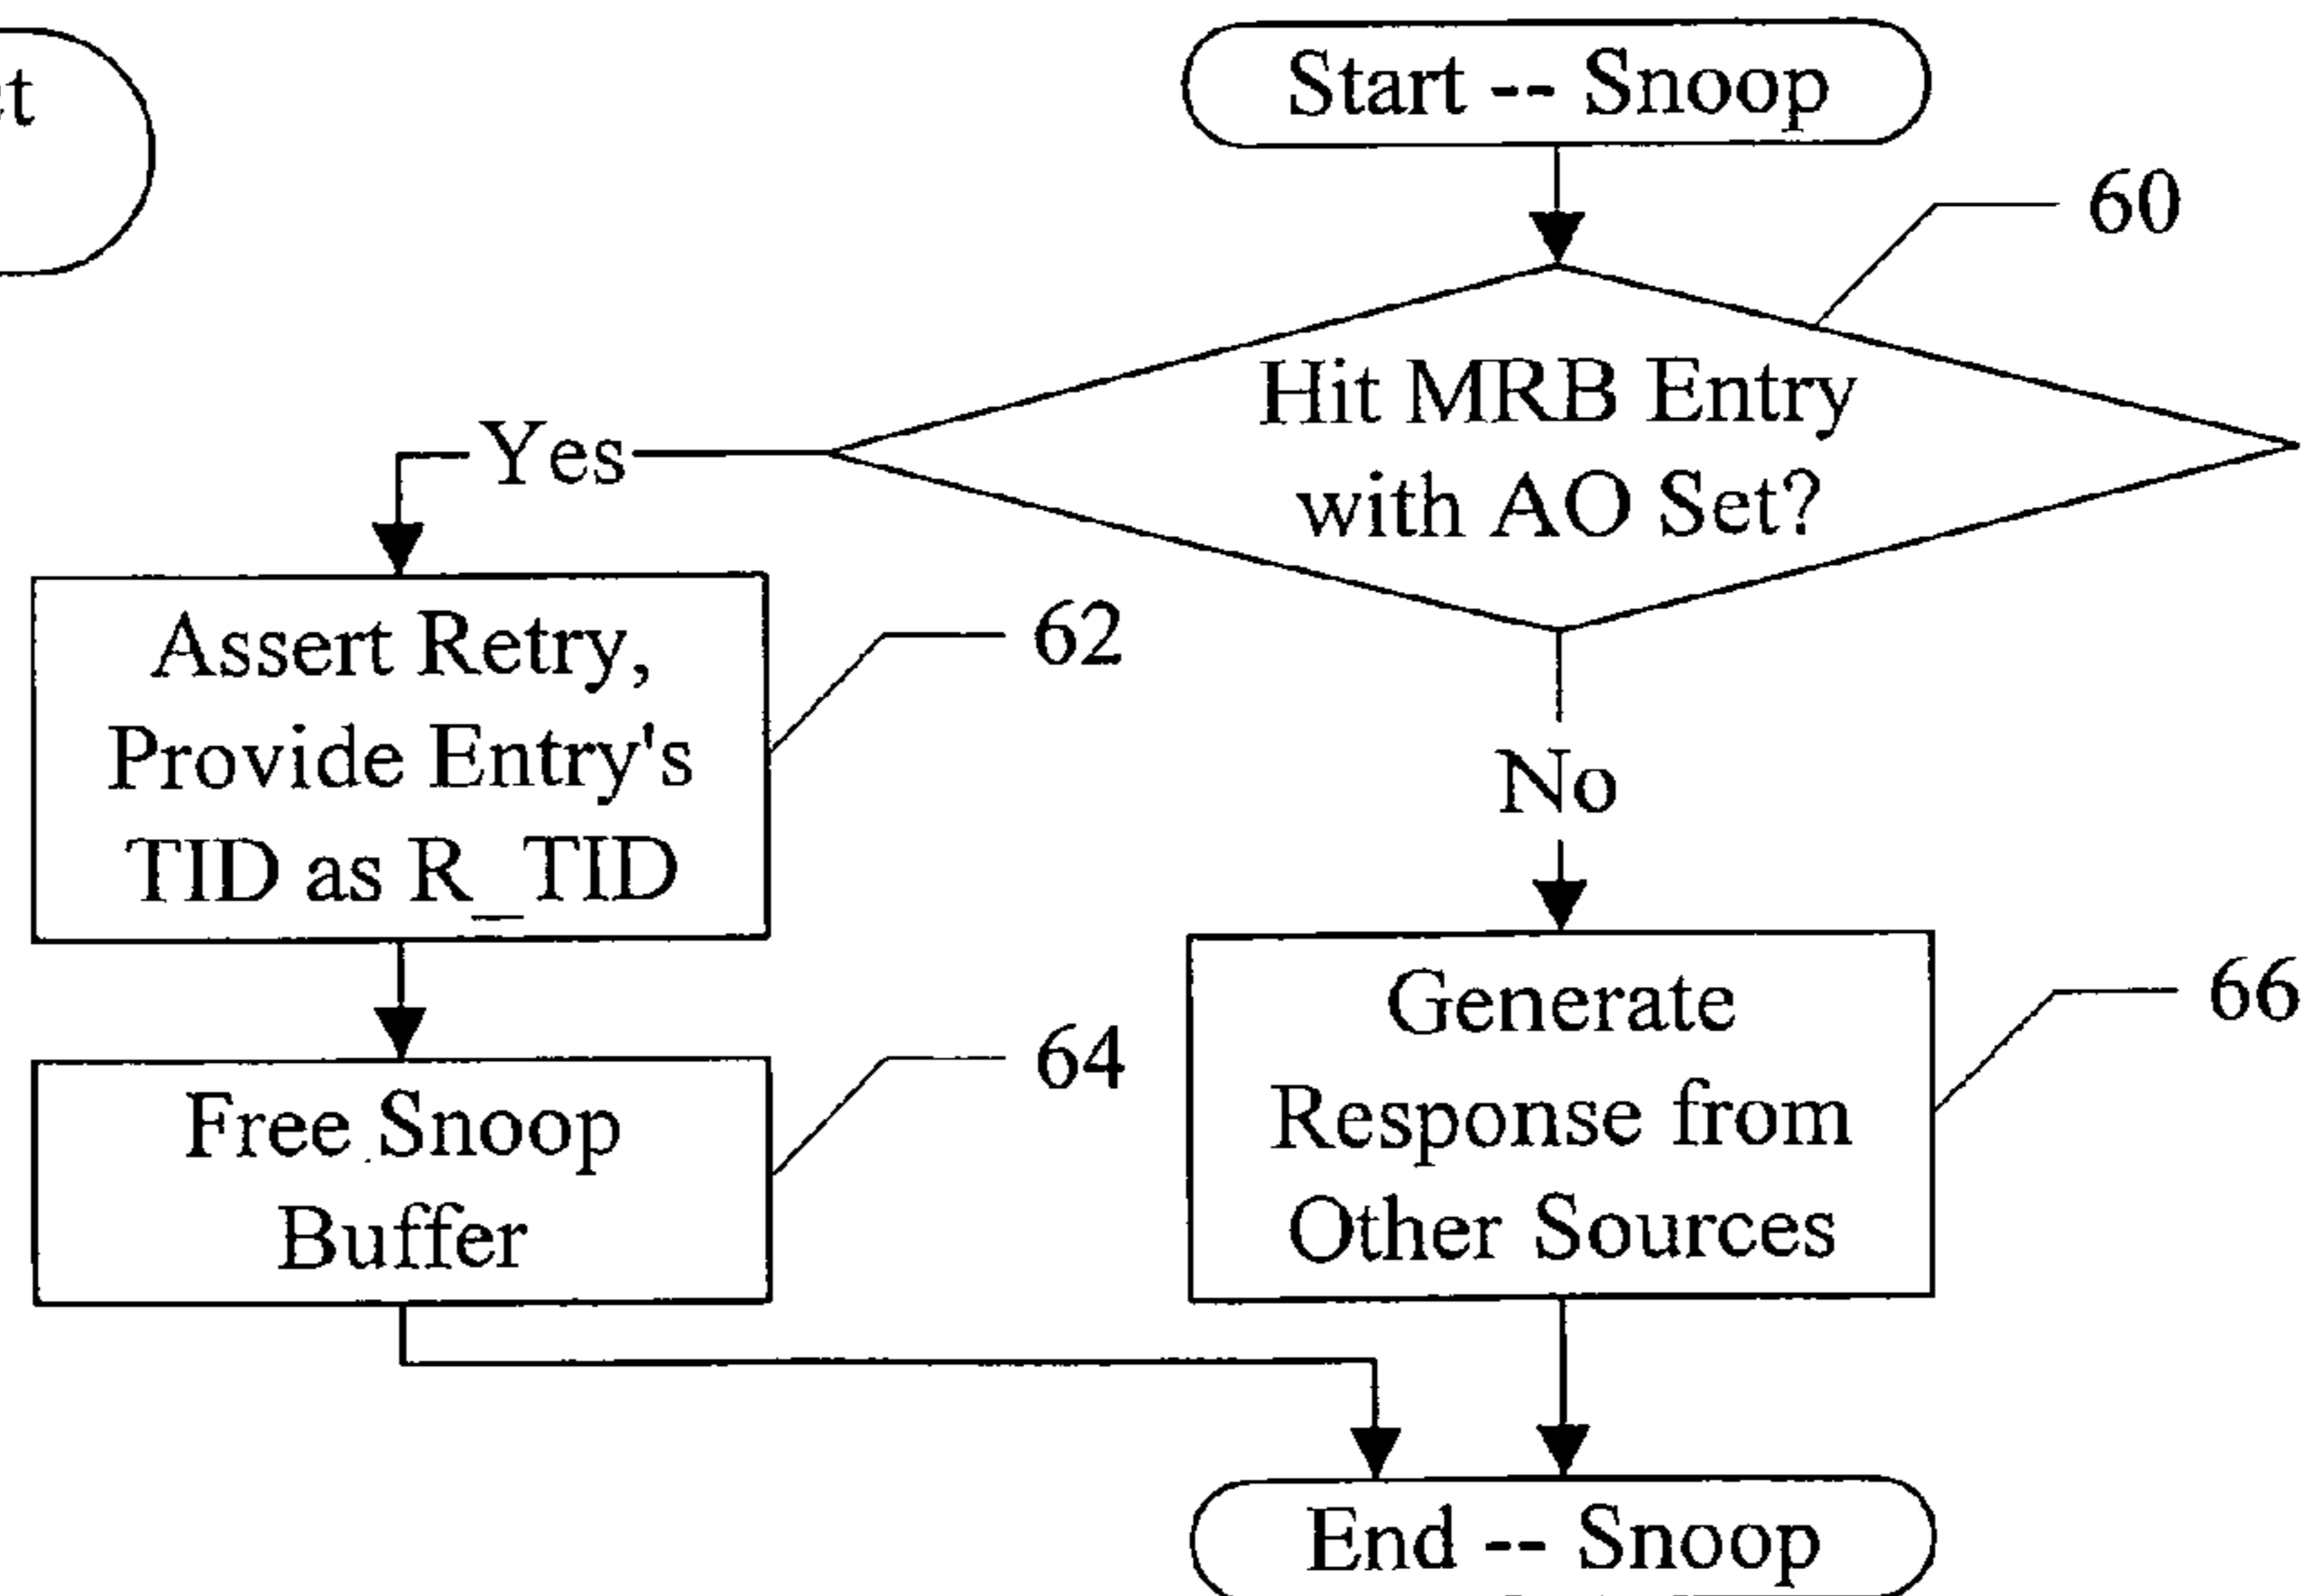 Start -- Snoop
60
Hit MRB Entry
with AO Set?
Yes
Assert Retry,
Provide Entry's
TID as R_TID
62
No
Free Snoop
Buffer
64
Generate
Response from
Other Sources
66
End -- Snoop